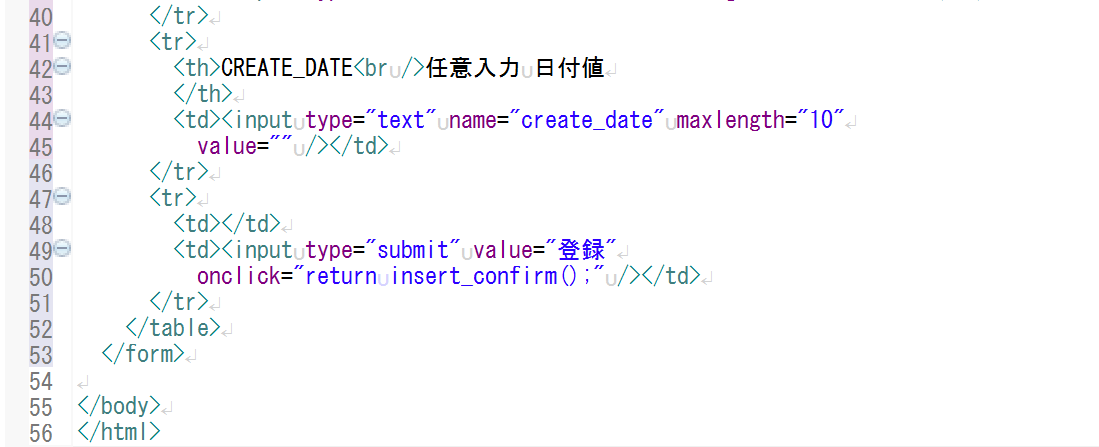 40 </tr>
41 <tr>
42 <th>CREATE_DATE<br />任意入力 日付値
43 </th>
44 <td><input type="text" name="create_date" maxlength="10"
45 value="" /></td>
46 </tr>
47 <tr>
48 <td></td>
49 <td><input type="submit" value="登録"
50 onclick="return insert_confirm();" /></td>
51 </tr>
52 </table>
53 </form>
54
55 </body>
56 </html>